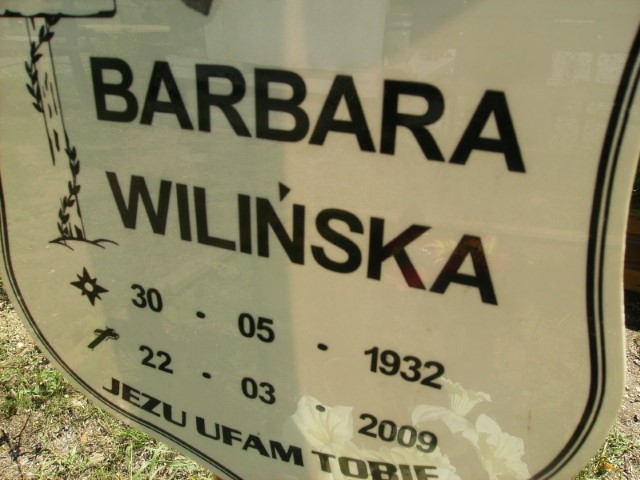 BARBARA
WILIŃSKA
30 · 05 · 1932
22 · 03 · 2009
JEZU UFAM TOBIE